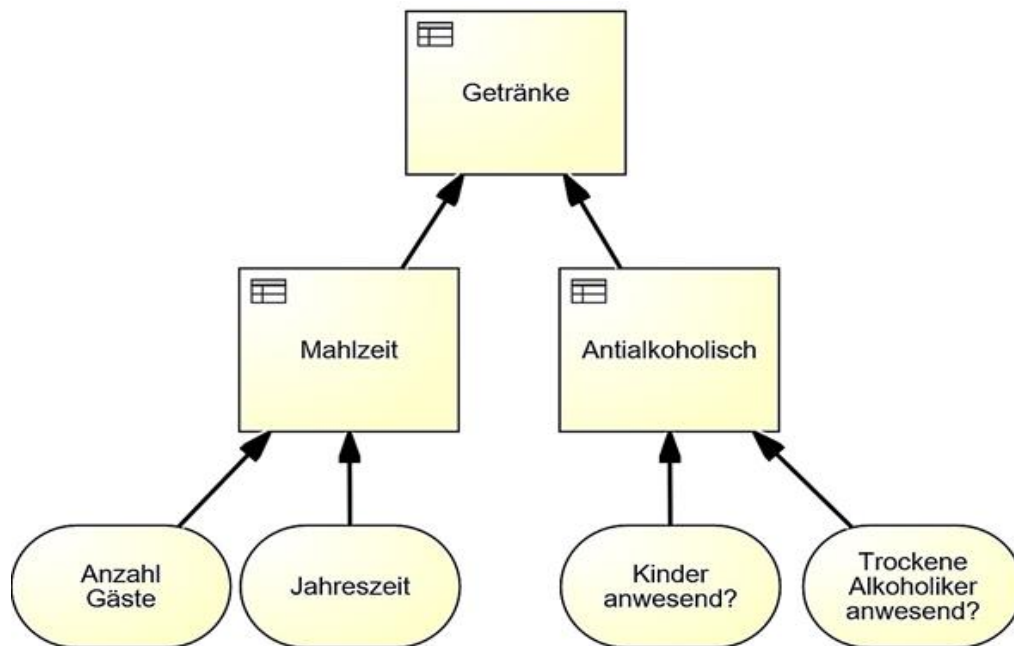 Getränke
Mahlzeit
Antialkoholisch
Anzahl
Gäste
Jahreszeit
Kinder
anwesend?
Trockene
Alkoholiker
anwesend?